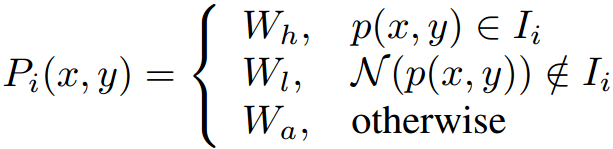 P_i(x, y) = { W_h, p(x, y) ∈ I_i
W_l, 𝒩(p(x, y)) ∉ I_i
W_a, otherwise